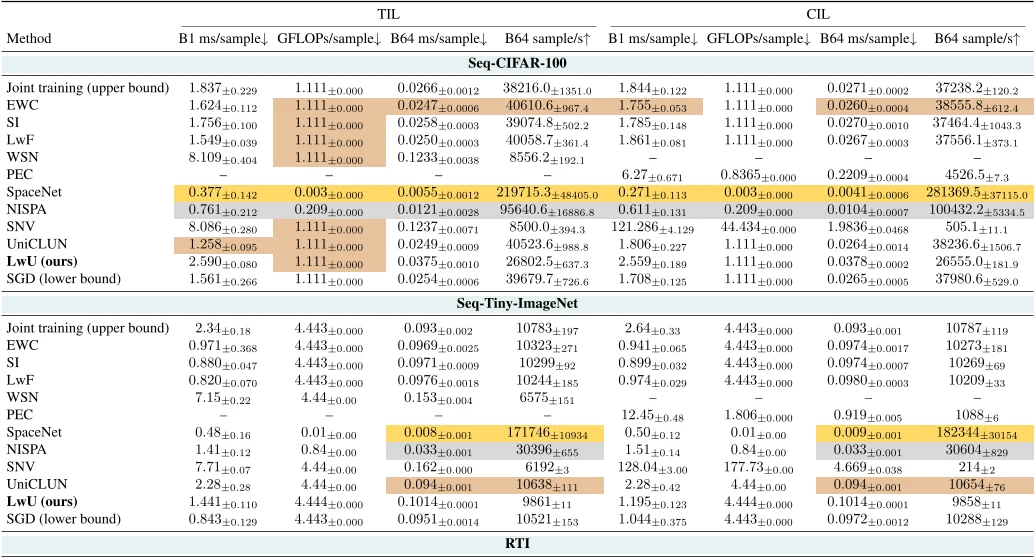 TIL CIL
Method B1 ms/sample↓ GFLOPs/sample↓ B64 ms/sample↓ B64 sample/s↑ B1 ms/sample↓ GFLOPs/sample↓ B64 ms/sample↓ B64 sample/s↑
Seq-CIFAR-100
Joint training (upper bound) 1.837±0.229 1.111±0.000 0.0266±0.0012 38216.0±1351.0 1.844±0.122 1.111±0.000 0.0271±0.0002 37238.2±120.2
EWC 1.624±0.112 1.111±0.000 0.0247±0.0006 40610.6±967.4 1.755±0.053 1.111±0.000 0.0260±0.0004 38555.8±612.4
SI 1.756±0.100 1.111±0.000 0.0258±0.0003 39074.8±502.2 1.785±0.148 1.111±0.000 0.0270±0.0010 37464.4±1043.3
LwF 1.549±0.039 1.111±0.000 0.0250±0.0003 40058.7±361.4 1.861±0.081 1.111±0.000 0.0267±0.0003 37556.1±373.1
WSN 8.109±0.404 1.111±0.000 0.1233±0.0038 8556.2±192.1 – – – –
PEC – – – – 6.27±0.671 0.8365±0.000 0.2209±0.0004 4526.5±7.3
SpaceNet 0.377±0.142 0.003±0.000 0.0055±0.0012 219715.3±48405.0 0.271±0.113 0.003±0.000 0.0041±0.0006 281369.5±37115.0
NISPA 0.761±0.212 0.209±0.000 0.0121±0.0028 95640.6±16886.8 0.611±0.131 0.209±0.000 0.0104±0.0007 100432.2±5334.5
SNV 8.086±0.280 1.111±0.000 0.1237±0.0071 8500.0±394.3 121.286±4.129 44.434±0.000 1.9836±0.0468 505.1±11.1
UniCLUN 1.258±0.095 1.111±0.000 0.0249±0.0009 40523.6±988.8 1.806±0.227 1.111±0.000 0.0264±0.0014 38236.6±1506.7
LwU (ours) 2.590±0.080 1.111±0.000 0.0375±0.0010 26802.5±637.3 2.559±0.189 1.111±0.000 0.0378±0.0002 26555.0±181.9
SGD (lower bound) 1.561±0.266 1.111±0.000 0.0254±0.0006 39679.7±726.6 1.708±0.125 1.111±0.000 0.0265±0.0005 37980.6±529.0
Seq-Tiny-ImageNet
Joint training (upper bound) 2.34±0.18 4.443±0.000 0.093±0.002 10783±197 2.64±0.33 4.443±0.000 0.093±0.001 10787±119
EWC 0.971±0.368 4.443±0.000 0.0969±0.0025 10323±271 0.941±0.065 4.443±0.000 0.0974±0.0017 10273±181
SI 0.880±0.047 4.443±0.000 0.0971±0.0009 10299±92 0.899±0.032 4.443±0.000 0.0974±0.0007 10269±69
LwF 0.820±0.070 4.443±0.000 0.0976±0.0018 10244±185 0.974±0.029 4.443±0.000 0.0980±0.0003 10209±33
WSN 7.15±0.22 4.44±0.00 0.153±0.004 6575±151 – – – –
PEC – – – – 12.45±0.48 1.806±0.000 0.919±0.005 1088±6
SpaceNet 0.48±0.16 0.01±0.00 0.008±0.001 171746±10934 0.50±0.12 0.01±0.00 0.009±0.001 182344±30154
NISPA 1.41±0.12 0.84±0.00 0.033±0.001 30396±655 1.51±0.14 0.84±0.00 0.033±0.001 30604±829
SNV 7.71±0.07 4.44±0.00 0.162±0.000 6192±3 128.04±3.00 177.73±0.00 4.669±0.038 214±2
UniCLUN 2.28±0.28 4.44±0.00 0.094±0.001 10638±111 2.28±0.42 4.44±0.00 0.094±0.001 10654±76
LwU (ours) 1.441±0.110 4.444±0.000 0.1014±0.0001 9861±11 1.195±0.123 4.444±0.000 0.1014±0.0001 9858±11
SGD (lower bound) 0.843±0.129 4.443±0.000 0.0951±0.0014 10521±153 1.044±0.375 4.443±0.000 0.0972±0.0012 10288±129
RTI